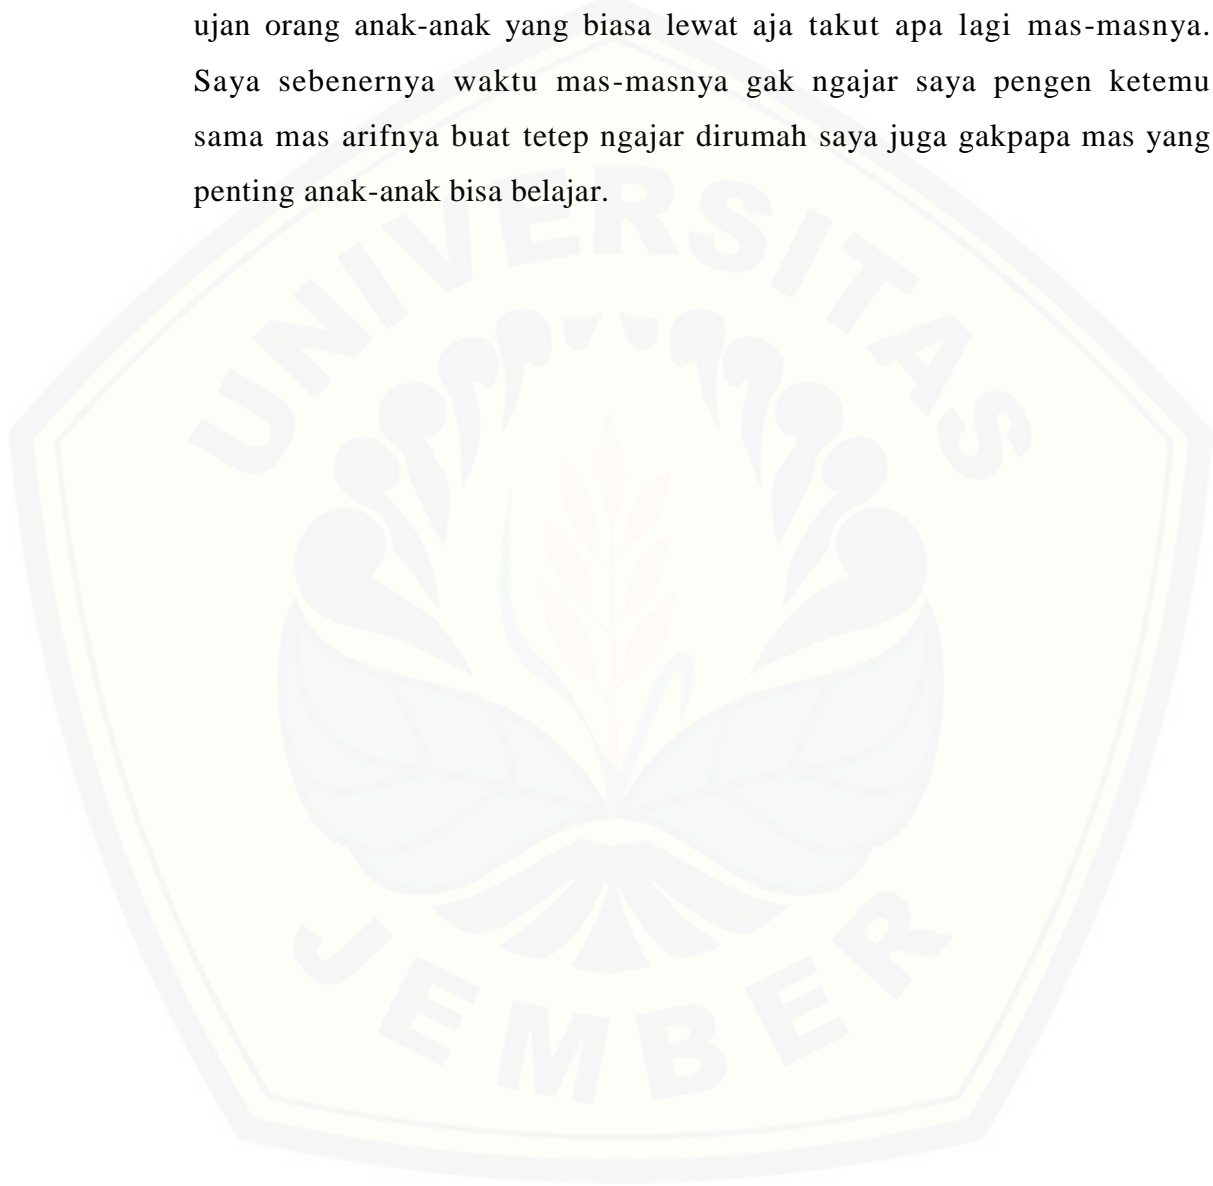 ujan orang anak-anak yang biasa lewat aja takut apa lagi mas-masnya.
Saya sebenernya waktu mas-masnya gak ngajar saya pengen ketemu
sama mas arifnya buat tetep ngajar dirumah saya juga gakpapa mas yang
penting anak-anak bisa belajar.
UNIVERSITAS
JEMBER